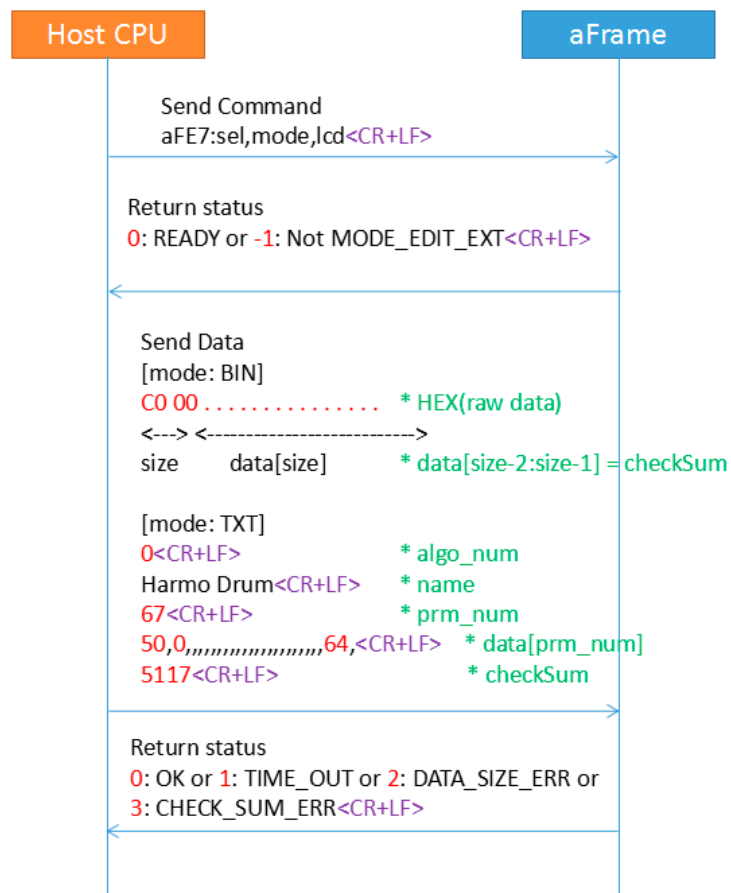 Host CPU
aFrame
Send Command
aFE7:sel,mode,lcd<CR+LF>
Return status
0: READY or -1: Not MODE_EDIT_EXT<CR+LF>
Send Data
[mode: BIN]
C0 00 . . . . . . . . . . . . . . . * HEX(raw data)
<---> <---------------------------->
size data[size] * data[size-2:size-1] = checkSum
[mode: TXT]
0<CR+LF> * algo_num
Harmo Drum<CR+LF> * name
67<CR+LF> * prm_num
50,0,,,,,,,,,,,,,,,,,,,,,,,,64,<CR+LF> * data[prm_num]
5117<CR+LF> * checkSum
Return status
0: OK or 1: TIME_OUT or 2: DATA_SIZE_ERR or
3: CHECK_SUM_ERR<CR+LF>